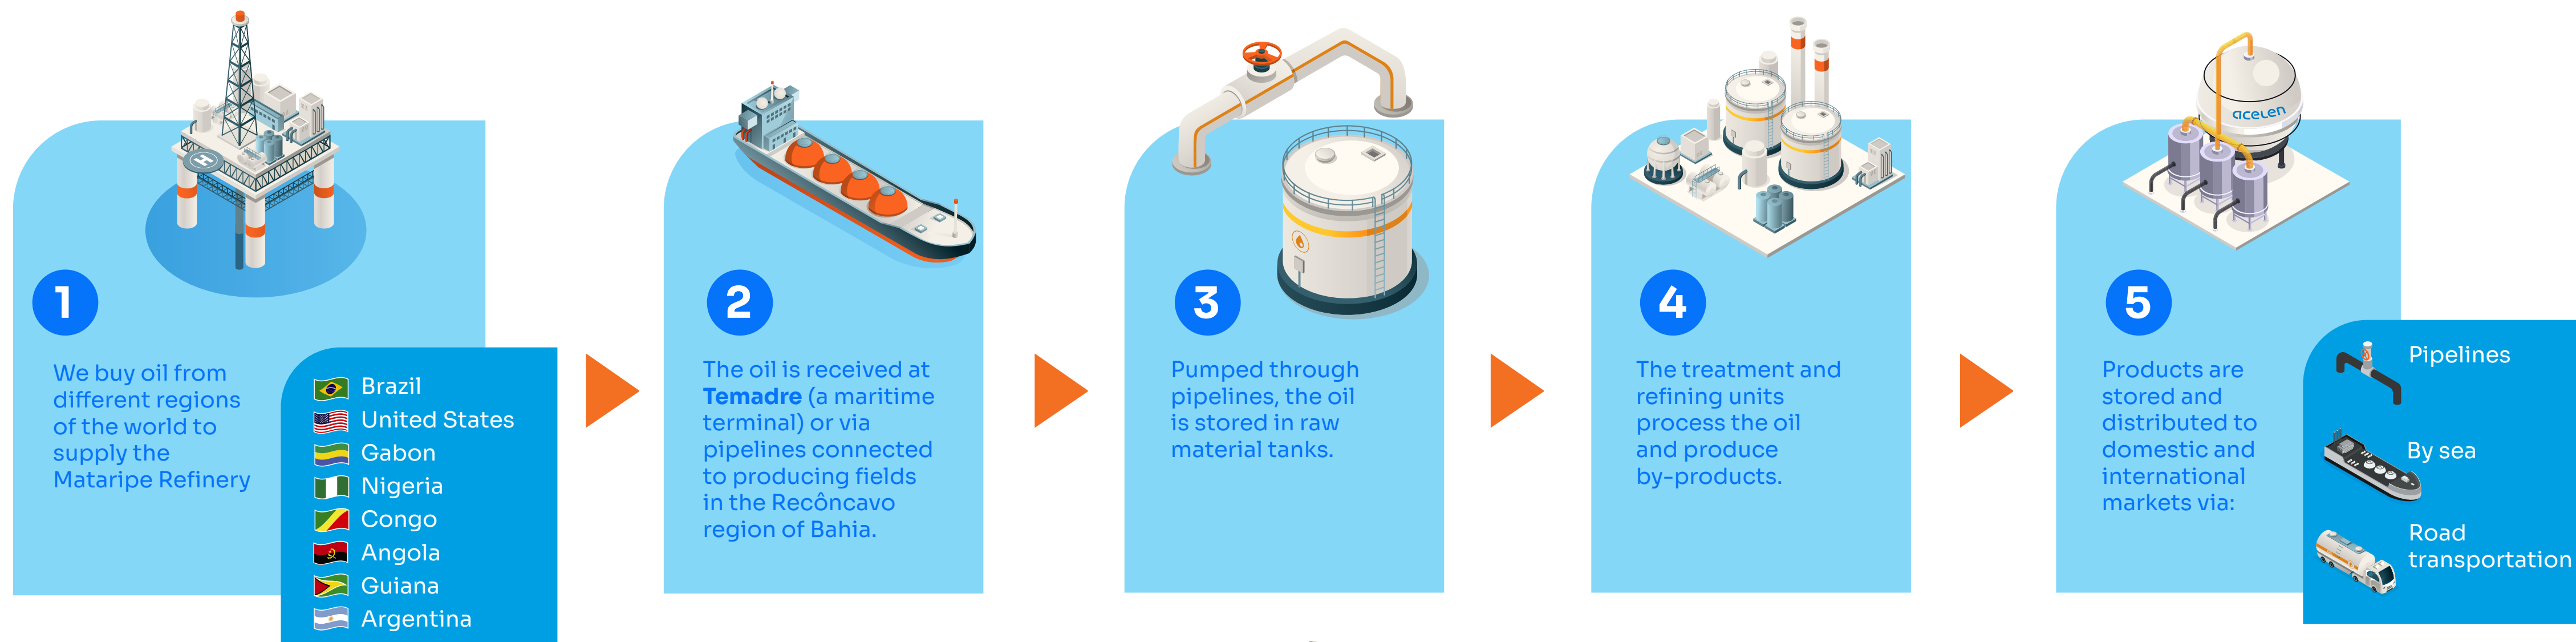 H
1
We buy oil from
different regions
of the world to
supply the
Mataripe Refinery
Brazil
United States
Gabon
Nigeria
Congo
Angola
Guiana
Argentina
2
The oil is received at
Temadre (a maritime
terminal) or via
pipelines connected
to producing fields
in the Recôncavo
region of Bahia.
3
Pumped through
pipelines, the oil
is stored in raw
material tanks.
4
The treatment and
refining units
process the oil
and produce
by-products.
acelen
5
Products are
stored and
distributed to
domestic and
international
markets via:
Pipelines
By sea
Road
transportation